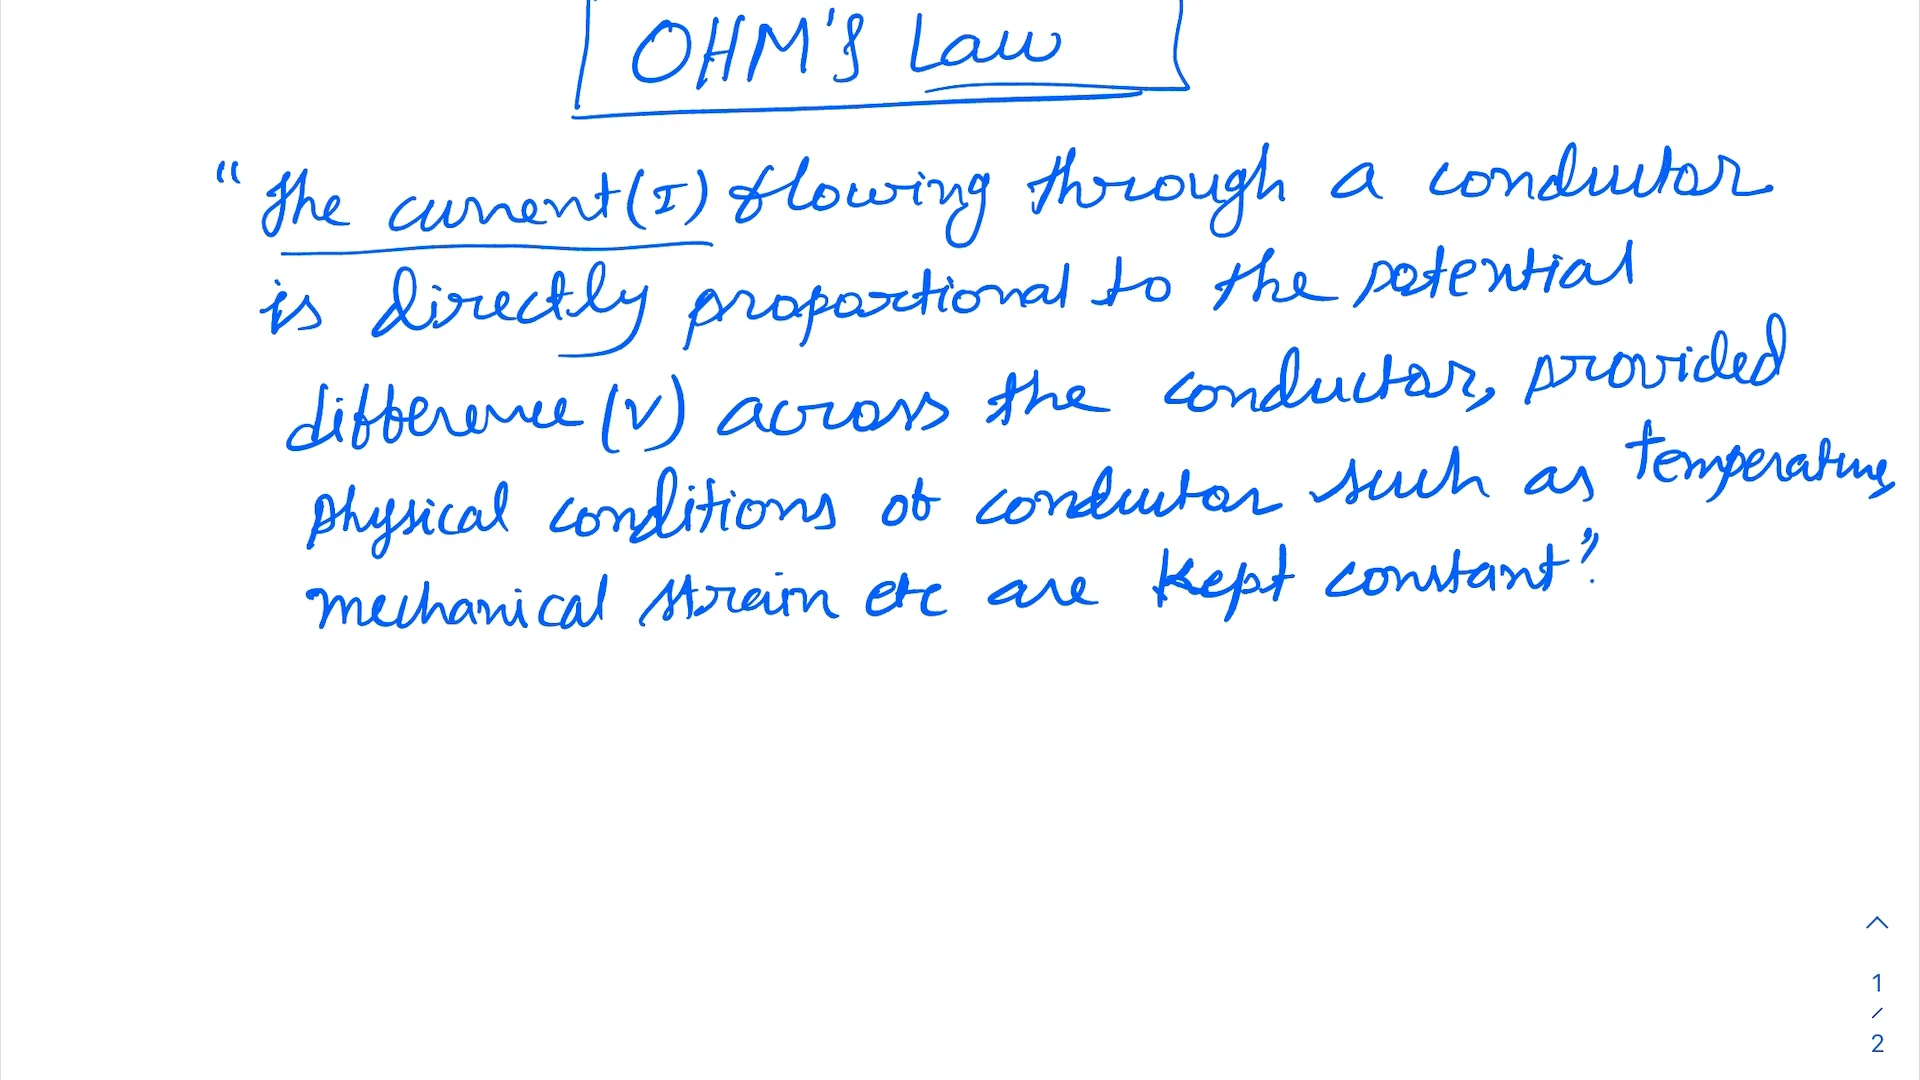 OHM'S Law
"The current(I) flowing through a conductor
is directly proportional to the potential
difference (V) across the conductor, provided
physical conditions of conductor such as temperature,
mechanical strain etc are kept constant".
1
/
2